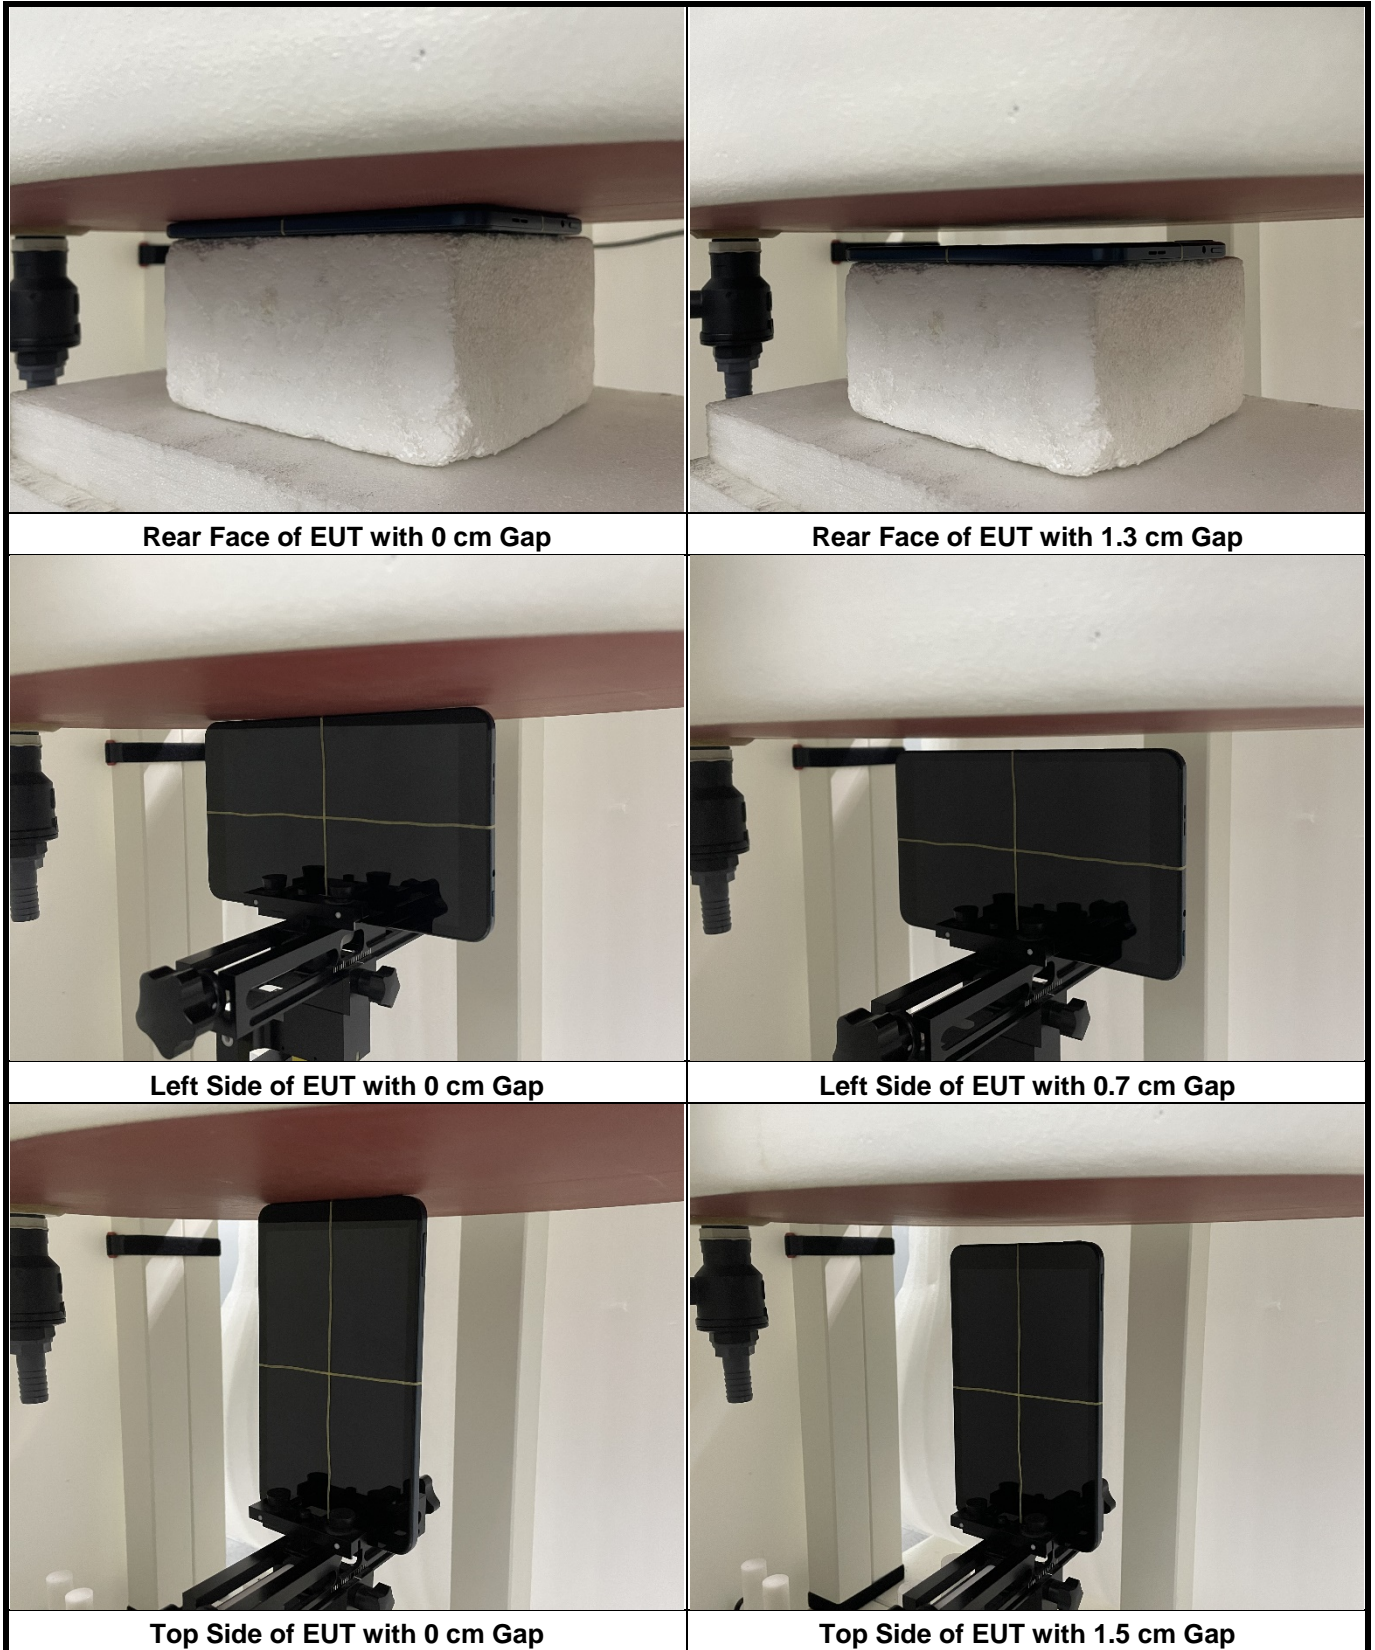 Rear Face of EUT with 0 cm Gap
Rear Face of EUT with 1.3 cm Gap
Left Side of EUT with 0 cm Gap
Left Side of EUT with 0.7 cm Gap
Top Side of EUT with 0 cm Gap
Top Side of EUT with 1.5 cm Gap